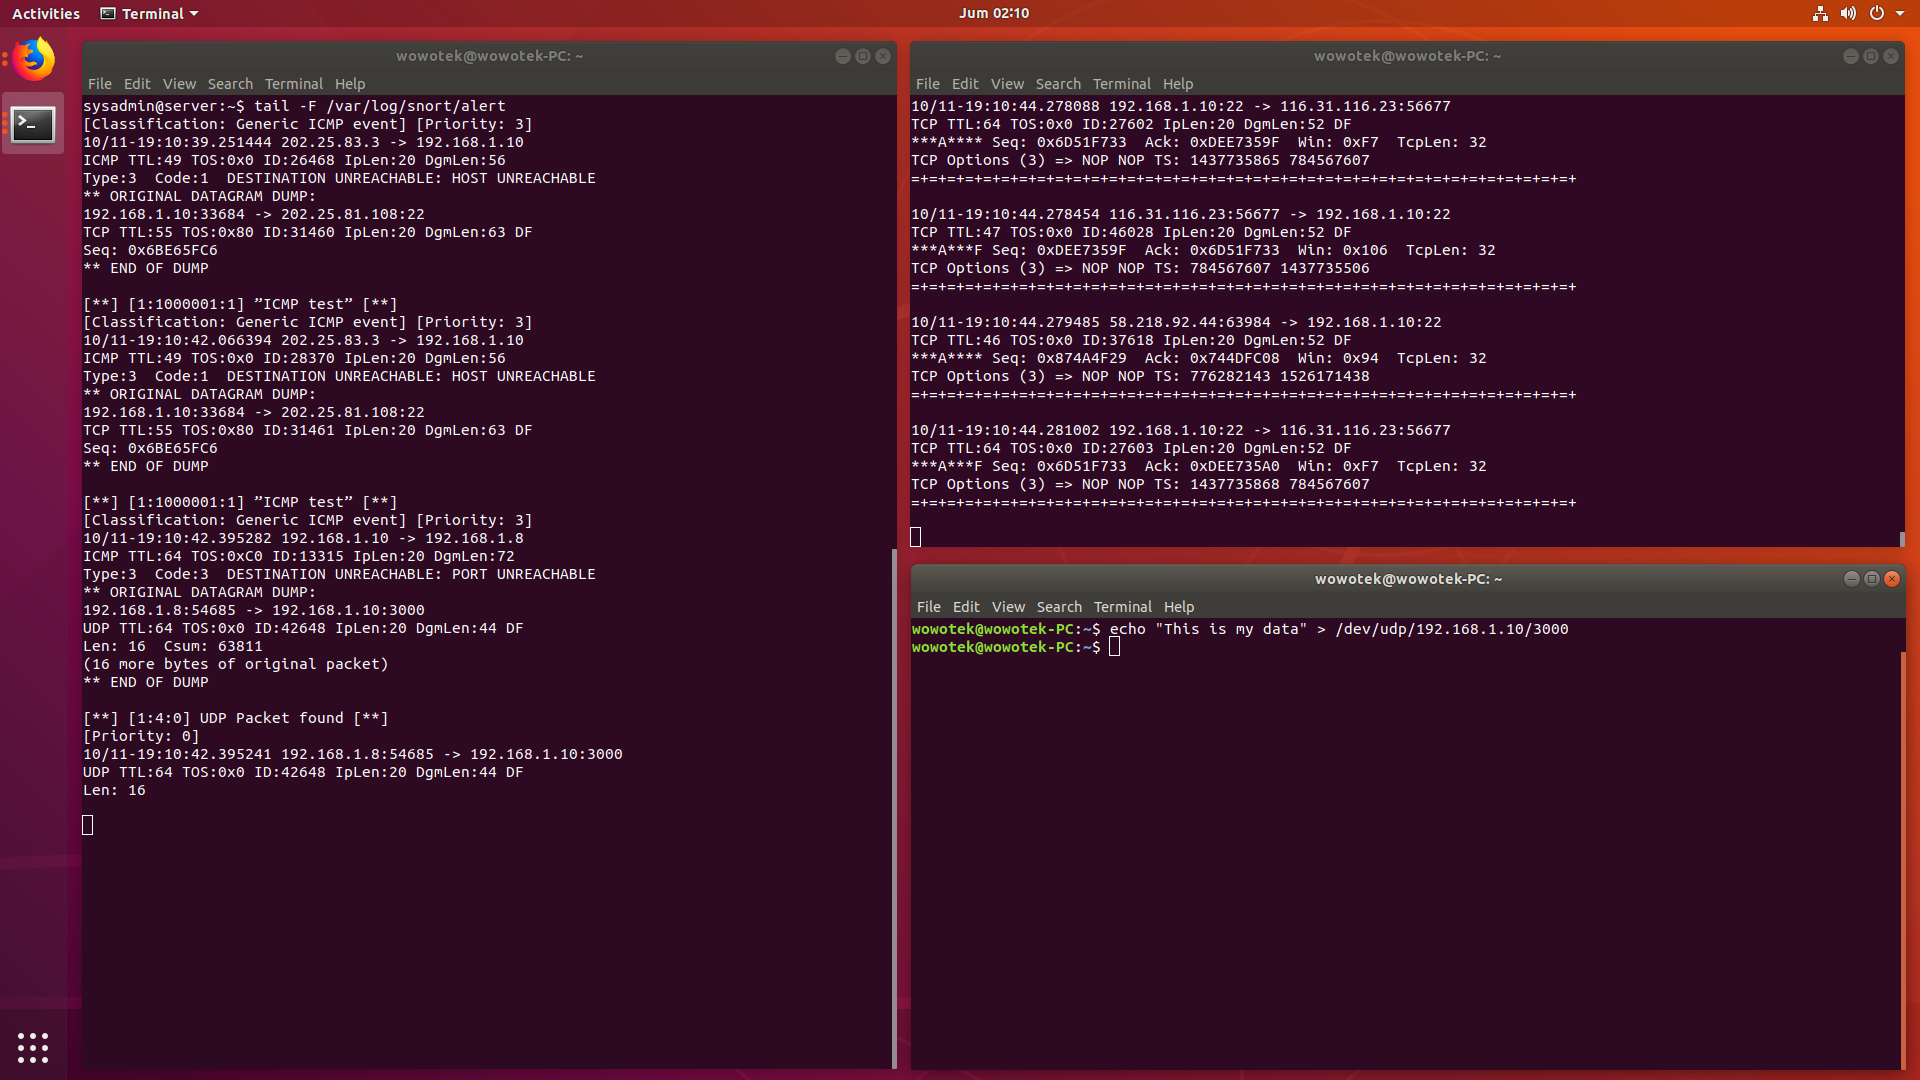 Activities
Terminal
Jum 02:10
wowotek@wowotek-PC: ~
File Edit View Search Terminal Help
sysadmin@server:~$ tail -F /var/log/snort/alert
[Classification: Generic ICMP event] [Priority: 3]
10/11-19:10:39.251444 202.25.83.3 -> 192.168.1.10
ICMP TTL:49 TOS:0x0 ID:26468 IpLen:20 DgmLen:56
Type:3  Code:1  DESTINATION UNREACHABLE: HOST UNREACHABLE
** ORIGINAL DATAGRAM DUMP:
192.168.1.10:33684 -> 202.25.81.108:22
TCP TTL:55 TOS:0x80 ID:31460 IpLen:20 DgmLen:63 DF
Seq: 0x6BE65FC6
** END OF DUMP
[**] [1:1000001:1] ”ICMP test” [**]
[Classification: Generic ICMP event] [Priority: 3]
10/11-19:10:42.066394 202.25.83.3 -> 192.168.1.10
ICMP TTL:49 TOS:0x0 ID:28370 IpLen:20 DgmLen:56
Type:3  Code:1  DESTINATION UNREACHABLE: HOST UNREACHABLE
** ORIGINAL DATAGRAM DUMP:
192.168.1.10:33684 -> 202.25.81.108:22
TCP TTL:55 TOS:0x80 ID:31461 IpLen:20 DgmLen:63 DF
Seq: 0x6BE65FC6
** END OF DUMP
[**] [1:1000001:1] ”ICMP test” [**]
[Classification: Generic ICMP event] [Priority: 3]
10/11-19:10:42.395282 192.168.1.10 -> 192.168.1.8
ICMP TTL:64 TOS:0xC0 ID:13315 IpLen:20 DgmLen:72
Type:3  Code:3  DESTINATION UNREACHABLE: PORT UNREACHABLE
** ORIGINAL DATAGRAM DUMP:
192.168.1.8:54685 -> 192.168.1.10:3000
UDP TTL:64 TOS:0x0 ID:42648 IpLen:20 DgmLen:44 DF
Len: 16  Csum: 63811
(16 more bytes of original packet)
** END OF DUMP
[**] [1:4:0] UDP Packet found [**]
[Priority: 0]
10/11-19:10:42.395241 192.168.1.8:54685 -> 192.168.1.10:3000
UDP TTL:64 TOS:0x0 ID:42648 IpLen:20 DgmLen:44 DF
Len: 16
wowotek@wowotek-PC: ~
File Edit View Search Terminal Help
10/11-19:10:44.278088 192.168.1.10:22 -> 116.31.116.23:56677
TCP TTL:64 TOS:0x0 ID:27602 IpLen:20 DgmLen:52 DF
***A**** Seq: 0x6D51F733  Ack: 0xDEE7359F  Win: 0xF7  TcpLen: 32
TCP Options (3) => NOP NOP TS: 1437735865 784567607
=+=+=+=+=+=+=+=+=+=+=+=+=+=+=+=+=+=+=+=+=+=+=+=+=+=+=+=+=+=+=+=+=+=+=+=+=+
10/11-19:10:44.278454 116.31.116.23:56677 -> 192.168.1.10:22
TCP TTL:47 TOS:0x0 ID:46028 IpLen:20 DgmLen:52 DF
***A***F Seq: 0xDEE7359F  Ack: 0x6D51F733  Win: 0x106  TcpLen: 32
TCP Options (3) => NOP NOP TS: 784567607 1437735506
=+=+=+=+=+=+=+=+=+=+=+=+=+=+=+=+=+=+=+=+=+=+=+=+=+=+=+=+=+=+=+=+=+=+=+=+=+
10/11-19:10:44.279485 58.218.92.44:63984 -> 192.168.1.10:22
TCP TTL:46 TOS:0x0 ID:37618 IpLen:20 DgmLen:52 DF
***A**** Seq: 0x874A4F29  Ack: 0x744DFC08  Win: 0x94  TcpLen: 32
TCP Options (3) => NOP NOP TS: 776282143 1526171438
=+=+=+=+=+=+=+=+=+=+=+=+=+=+=+=+=+=+=+=+=+=+=+=+=+=+=+=+=+=+=+=+=+=+=+=+=+
10/11-19:10:44.281002 192.168.1.10:22 -> 116.31.116.23:56677
TCP TTL:64 TOS:0x0 ID:27603 IpLen:20 DgmLen:52 DF
***A***F Seq: 0x6D51F733  Ack: 0xDEE735A0  Win: 0xF7  TcpLen: 32
TCP Options (3) => NOP NOP TS: 1437735868 784567607
=+=+=+=+=+=+=+=+=+=+=+=+=+=+=+=+=+=+=+=+=+=+=+=+=+=+=+=+=+=+=+=+=+=+=+=+=+
wowotek@wowotek-PC: ~
File Edit View Search Terminal Help
wowotek@wowotek-PC:~$ echo "This is my data" > /dev/udp/192.168.1.10/3000
wowotek@wowotek-PC:~$